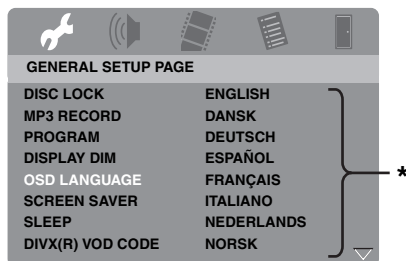 GENERAL SETUP PAGE
DISC LOCK ENGLISH
MP3 RECORD DANSK
PROGRAM DEUTSCH
DISPLAY DIM ESPAÑOL
OSD LANGUAGE FRANÇAIS
SCREEN SAVER ITALIANO
SLEEP NEDERLANDS
DIVX(R) VOD CODE NORSK
*